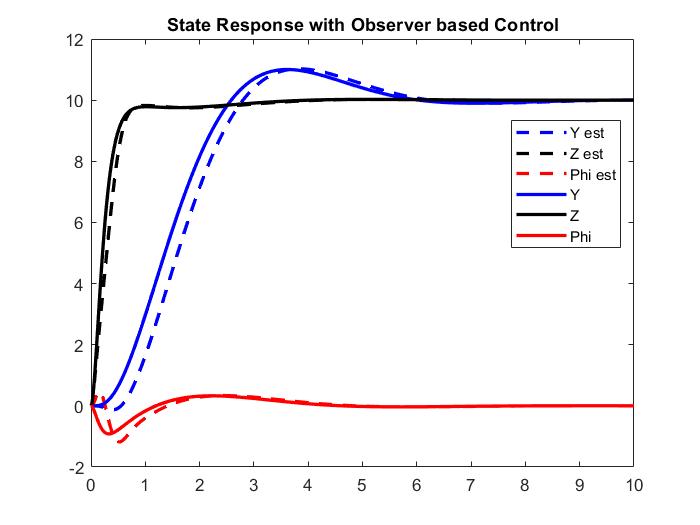 State Response with Observer based Control
12
10
8
6
4
2
0
-2
Y est
Z est
Phi est
Y
Z
Phi
0 1 2 3 4 5 6 7 8 9 10